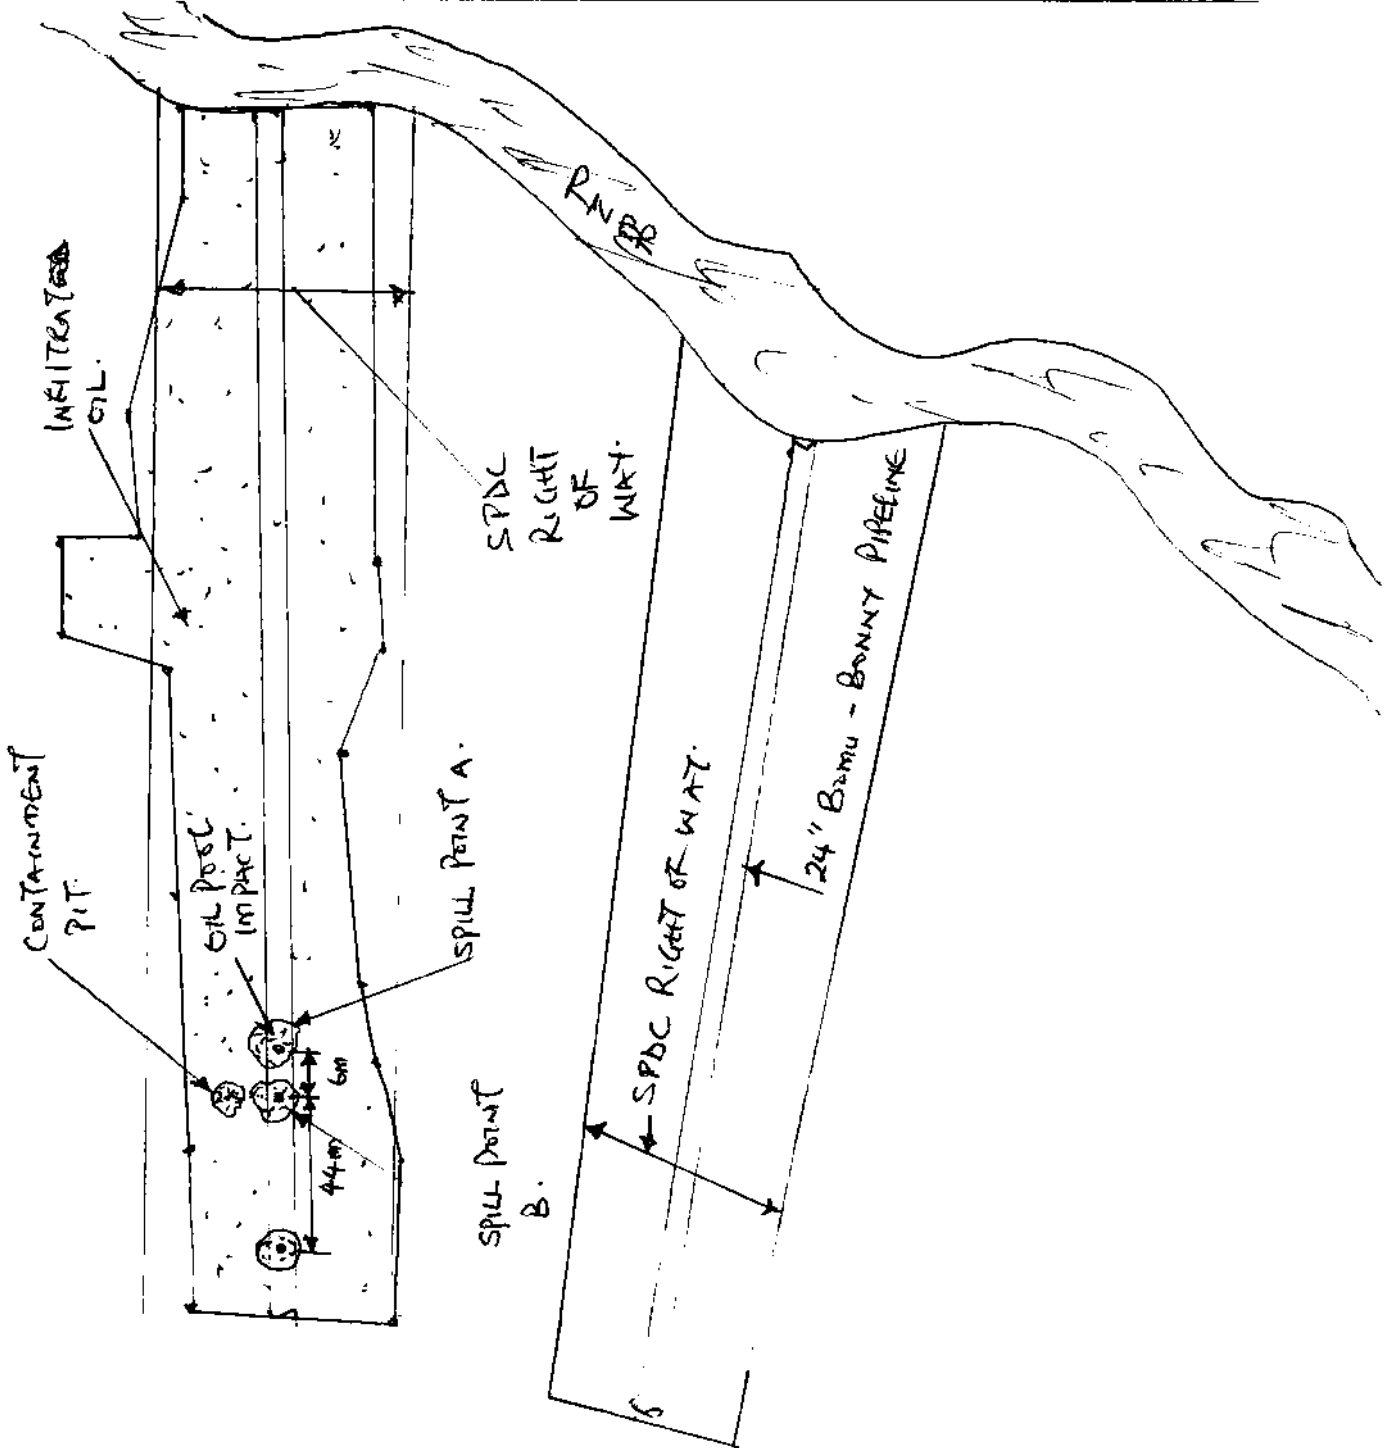 RIVER
INFILTRATED
OIL.
SPDC
RIGHT
OF
WAY.
CONTAINMENT
PIT.
OIL POOL
IMPACT.
SPILL POINT A.
6m
44m
SPILL POINT
B.
SPDC RIGHT OF WAY.
24" BOMU - BONNY PIPELINE